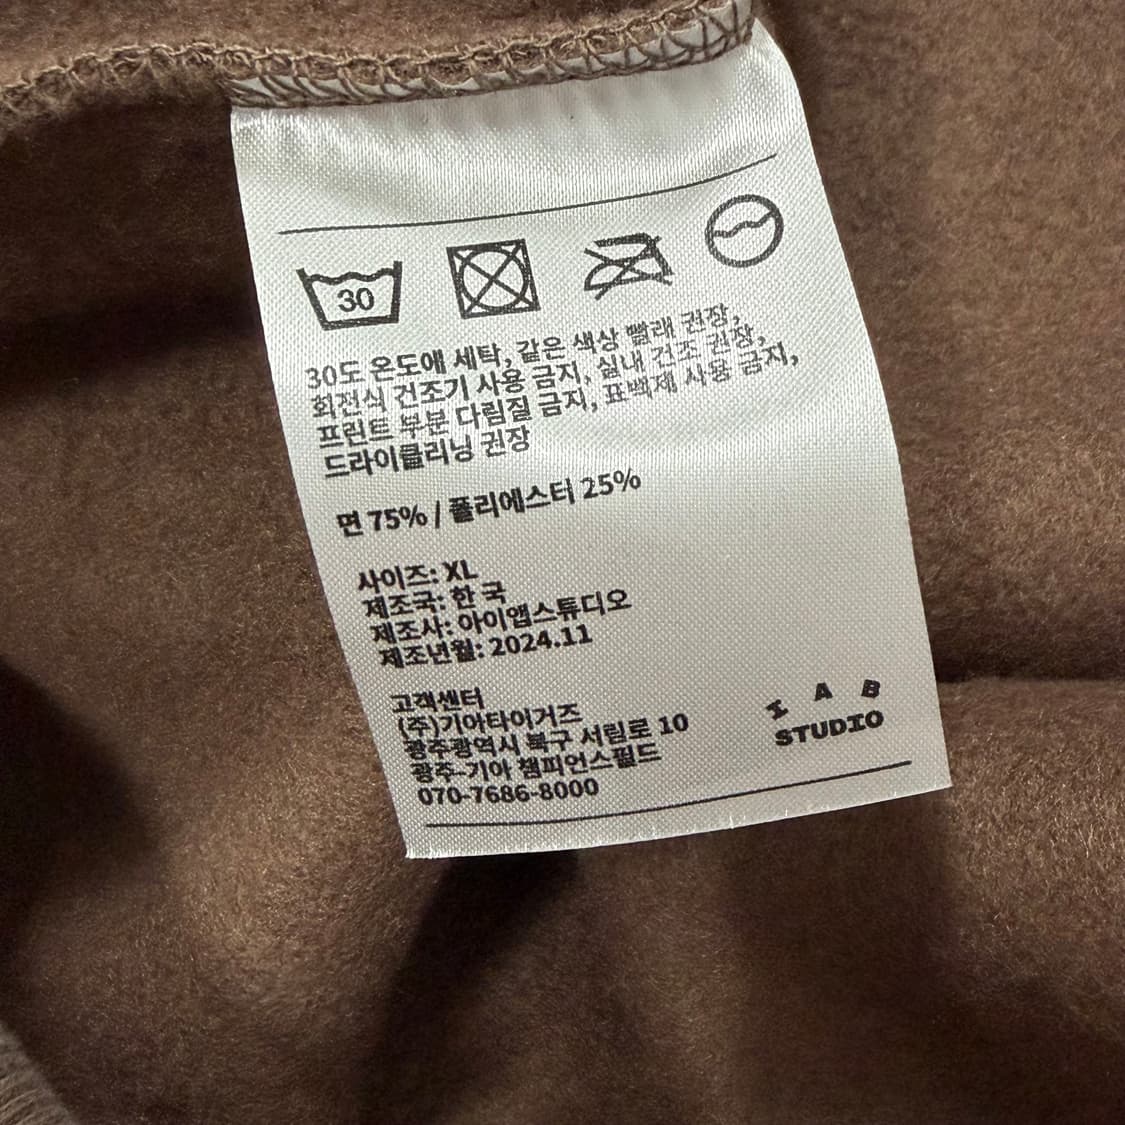 30
30도 온도에 세탁, 같은 색상 빨래 권장,
회전식 건조기 사용 금지, 실내 건조 권장,
프린트 부분 다림질 금지, 표백제 사용 금지,
드라이클리닝 권장
면 75% / 폴리에스터 25%
사이즈: XL
제조국: 한 국
제조사: 아이앱스튜디오
제조년월: 2024.11
고객센터
(주)기아타이거즈
광주광역시 북구 서림로 10
광주-기아 챔피언스필드
070-7686-8000
IAB
STUDIO